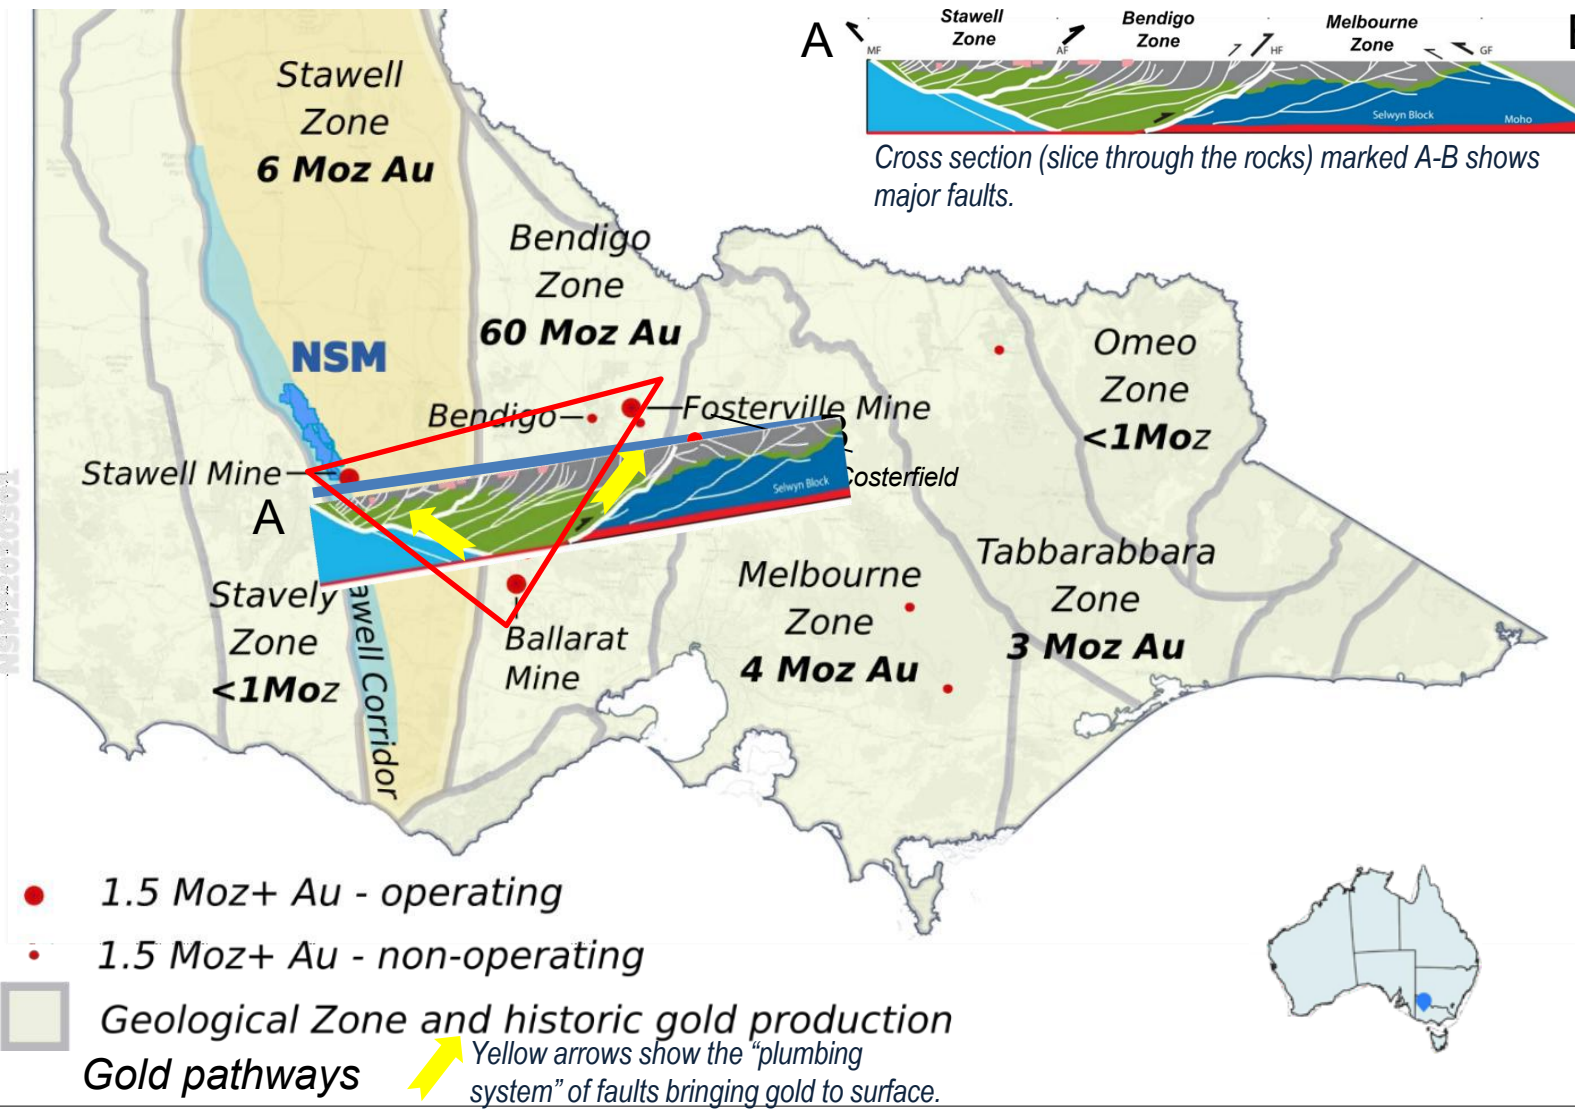 A
Stawell
Zone
Bendigo
Zone
Melbourne
Zone
MF
AF
HF
GF
Selwyn Block
Moho
Cross section (slice through the rocks) marked A-B shows
major faults.
Stawell
Zone
6 Moz Au
Bendigo
Zone
60 Moz Au
Omeo
Zone
<1Moz
NSM
Bendigo
Fosterville Mine
Stawell Mine
Costerfield
A
Selwyn Block
Stavely
Zone
<1Moz
awell Corridor
Ballarat
Mine
Melbourne
Zone
4 Moz Au
Tabbarabbara
Zone
3 Moz Au
1.5 Moz+ Au - operating
1.5 Moz+ Au - non-operating
Geological Zone and historic gold production
Gold pathways
Yellow arrows show the “plumbing
system” of faults bringing gold to surface.